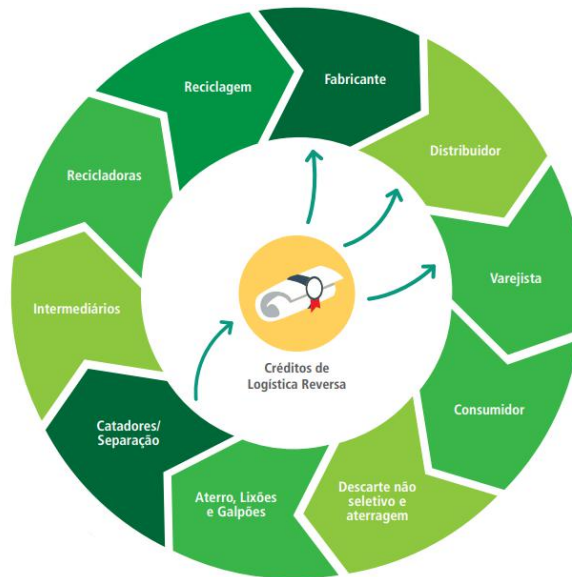 Fabricante
Distribuidor
Varejista
Consumidor
Descarte não
seletivo e
aterragem
Aterro, Lixões
e Galpões
Catadores/
Separação
Intermediários
Recicladoras
Reciclagem
Créditos de
Logística Reversa